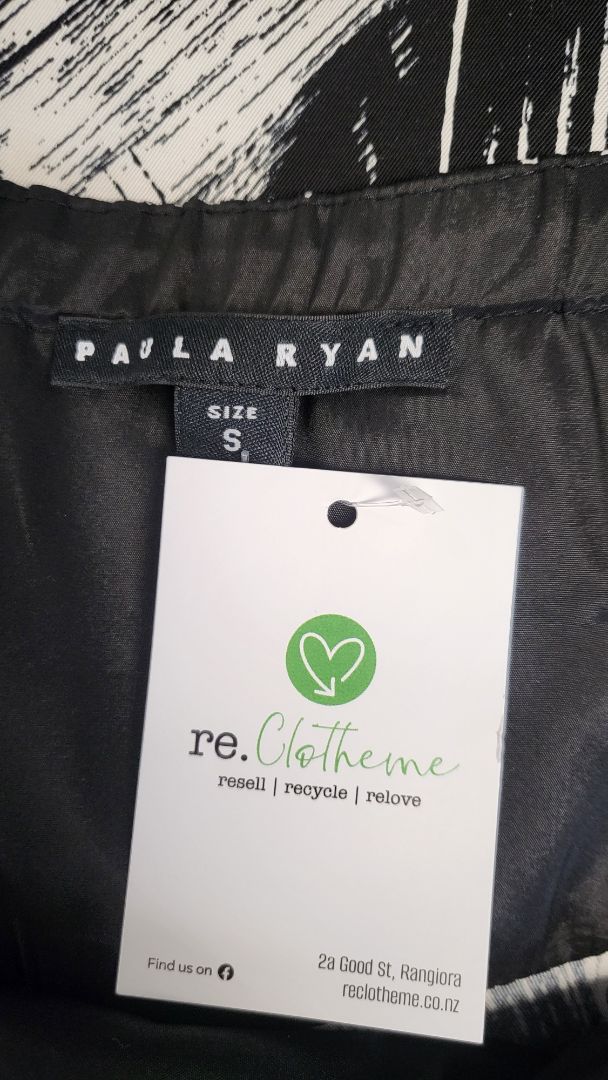 PAULA RYAN
SIZE
S
re.Clotheme
resell | recycle | relove
Find us on
2a Good St, Rangiora
reclotheme.co.nz